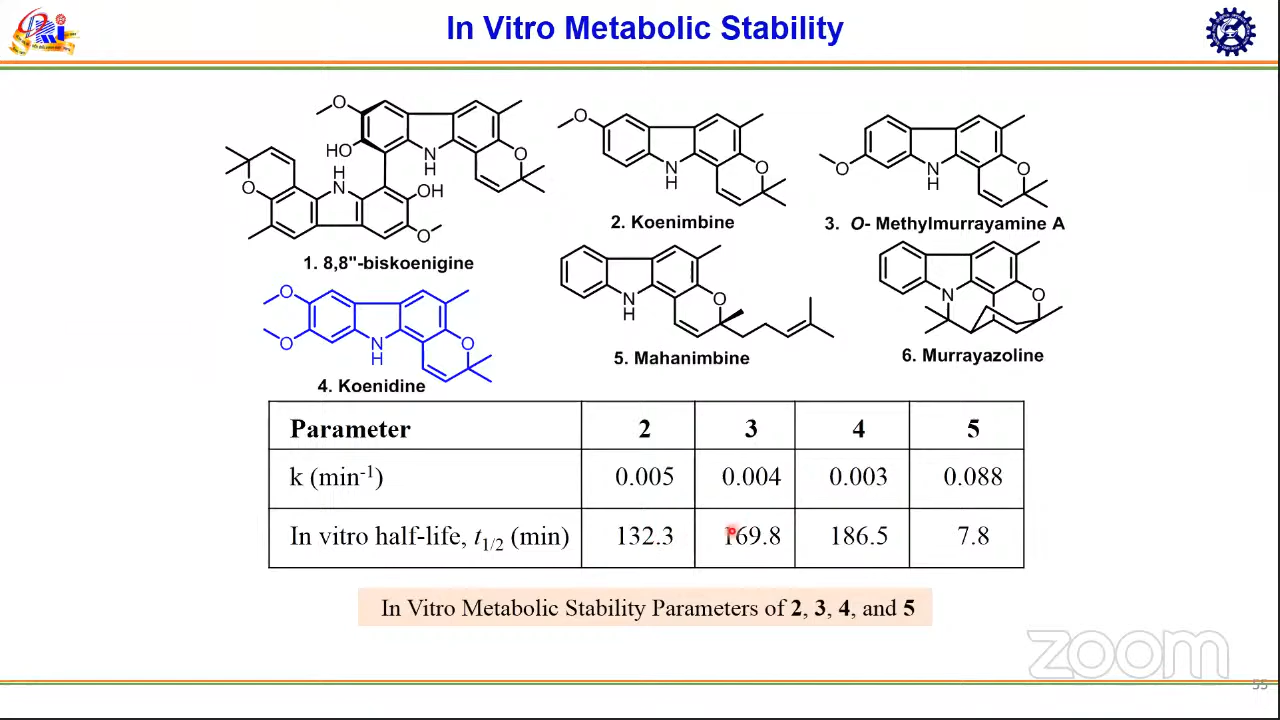 In Vitro Metabolic Stability
1. 8,8"-biskoenigine
2. Koenimbine
3. O- Methylmurrayamine A
4. Koenidine
5. Mahanimbine
6. Murrayazoline
Parameter 2 3 4 5
k (min-1) 0.005 0.004 0.003 0.088
In vitro half-life, t1/2 (min) 132.3 169.8 186.5 7.8
In Vitro Metabolic Stability Parameters of 2, 3, 4, and 5
zoom
55